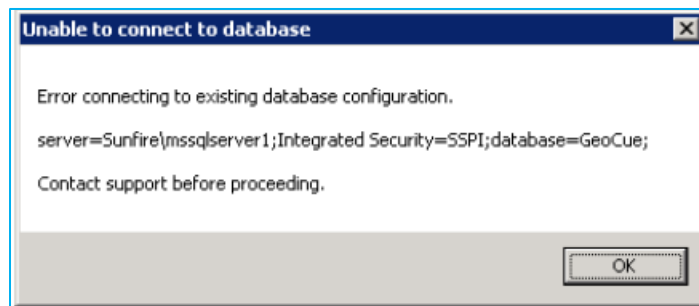 Unable to connect to database
Error connecting to existing database configuration.
server=Sunfire\mssqlserver1;Integrated Security=SSPI;database=GeoCue;
Contact support before proceeding.
OK